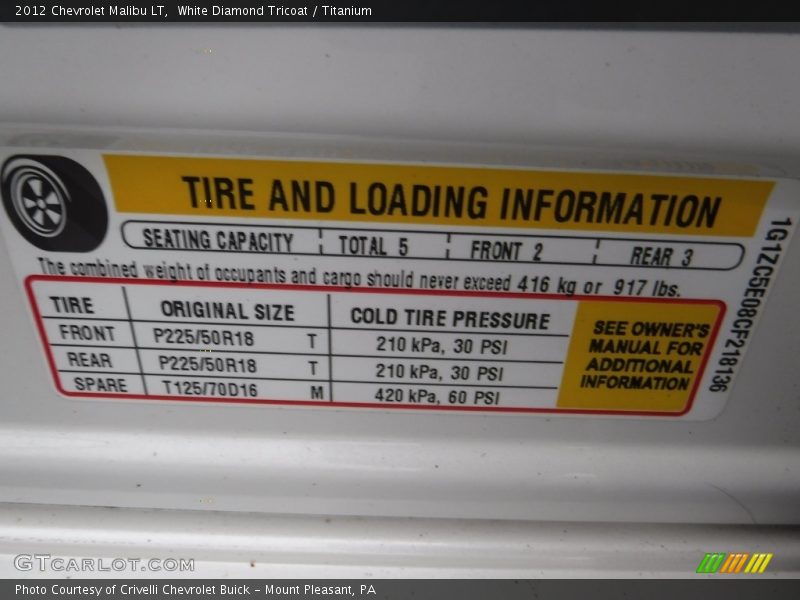 2012 Chevrolet Malibu LT,  White Diamond Tricoat / Titanium
TIRE AND LOADING INFORMATION
SEATING CAPACITY TOTAL 5 FRONT 2 REAR 3
The combined weight of occupants and cargo should never exceed 416 kg or 917 lbs.
TIRE ORIGINAL SIZE COLD TIRE PRESSURE
FRONT P225/50R18 T 210 kPa, 30 PSI
REAR P225/50R18 T 210 kPa, 30 PSI
SPARE T125/70D16 M 420 kPa, 60 PSI
SEE OWNER'S
MANUAL FOR
ADDITIONAL
INFORMATION
1G1ZC5E08CF218136
GTCARLOT.COM
Photo Courtesy of Crivelli Chevrolet Buick - Mount Pleasant, PA